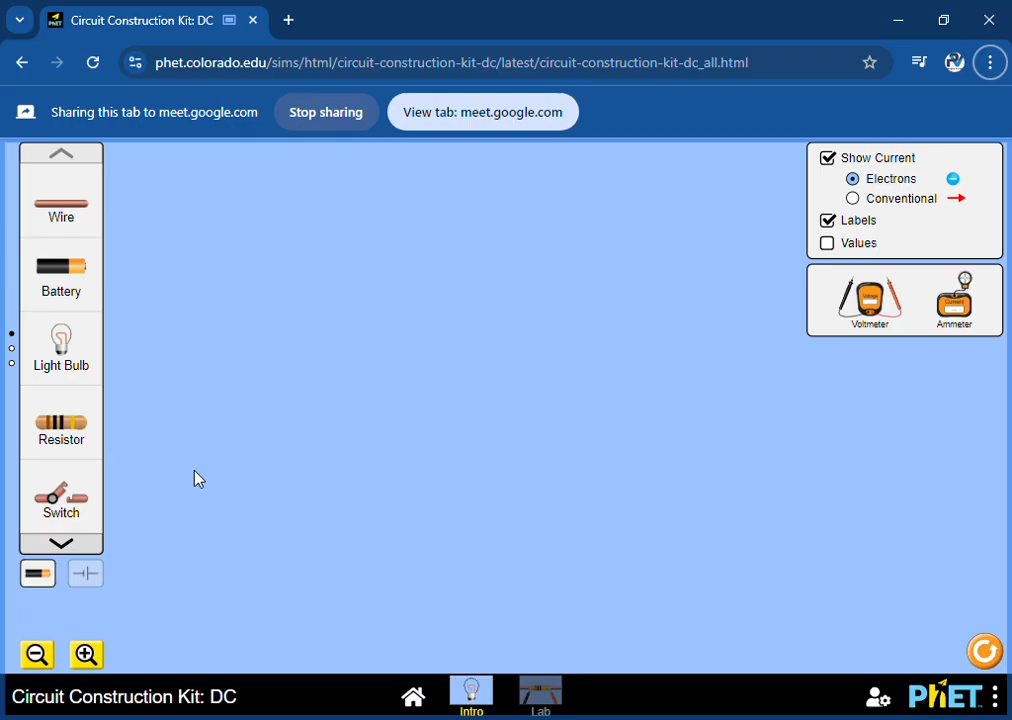 Circuit Construction Kit: DC
phet.colorado.edu/sims/html/circuit-construction-kit-dc/latest/circuit-construction-kit-dc_all.html
Sharing this tab to meet.google.com
Stop sharing
View tab: meet.google.com
Wire
Battery
Light Bulb
Resistor
Switch
Show Current
Electrons
Conventional
Labels
Values
Voltage
Current
Voltmeter
Ammeter
Circuit Construction Kit: DC
Intro
Lab
PhET